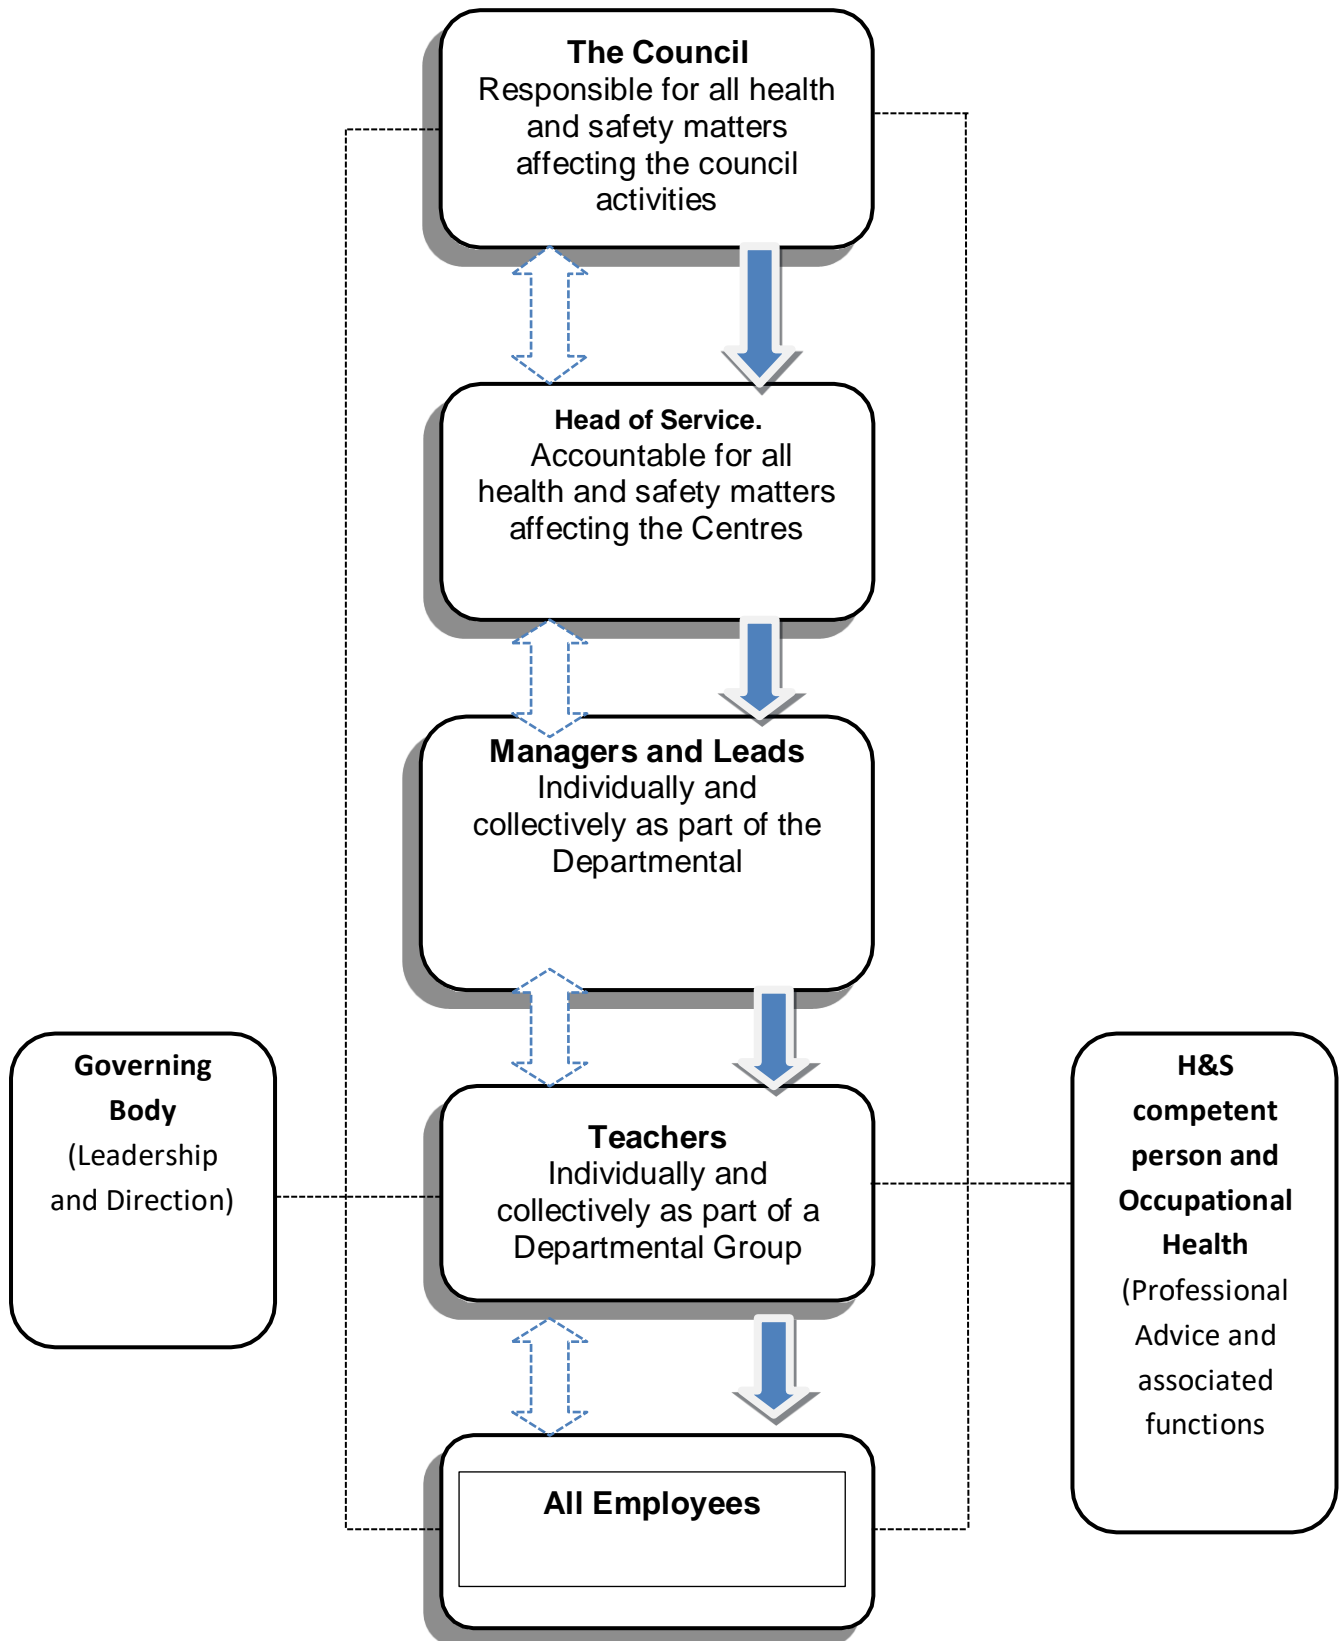 The Council
Responsible for all health
and safety matters
affecting the council
activities
Head of Service.
Accountable for all
health and safety matters
affecting the Centres
Managers and Leads
Individually and
collectively as part of the
Departmental
Governing
Body
(Leadership
and Direction)
Teachers
Individually and
collectively as part of a
Departmental Group
H&S
competent
person and
Occupational
Health
(Professional
Advice and
associated
functions
All Employees